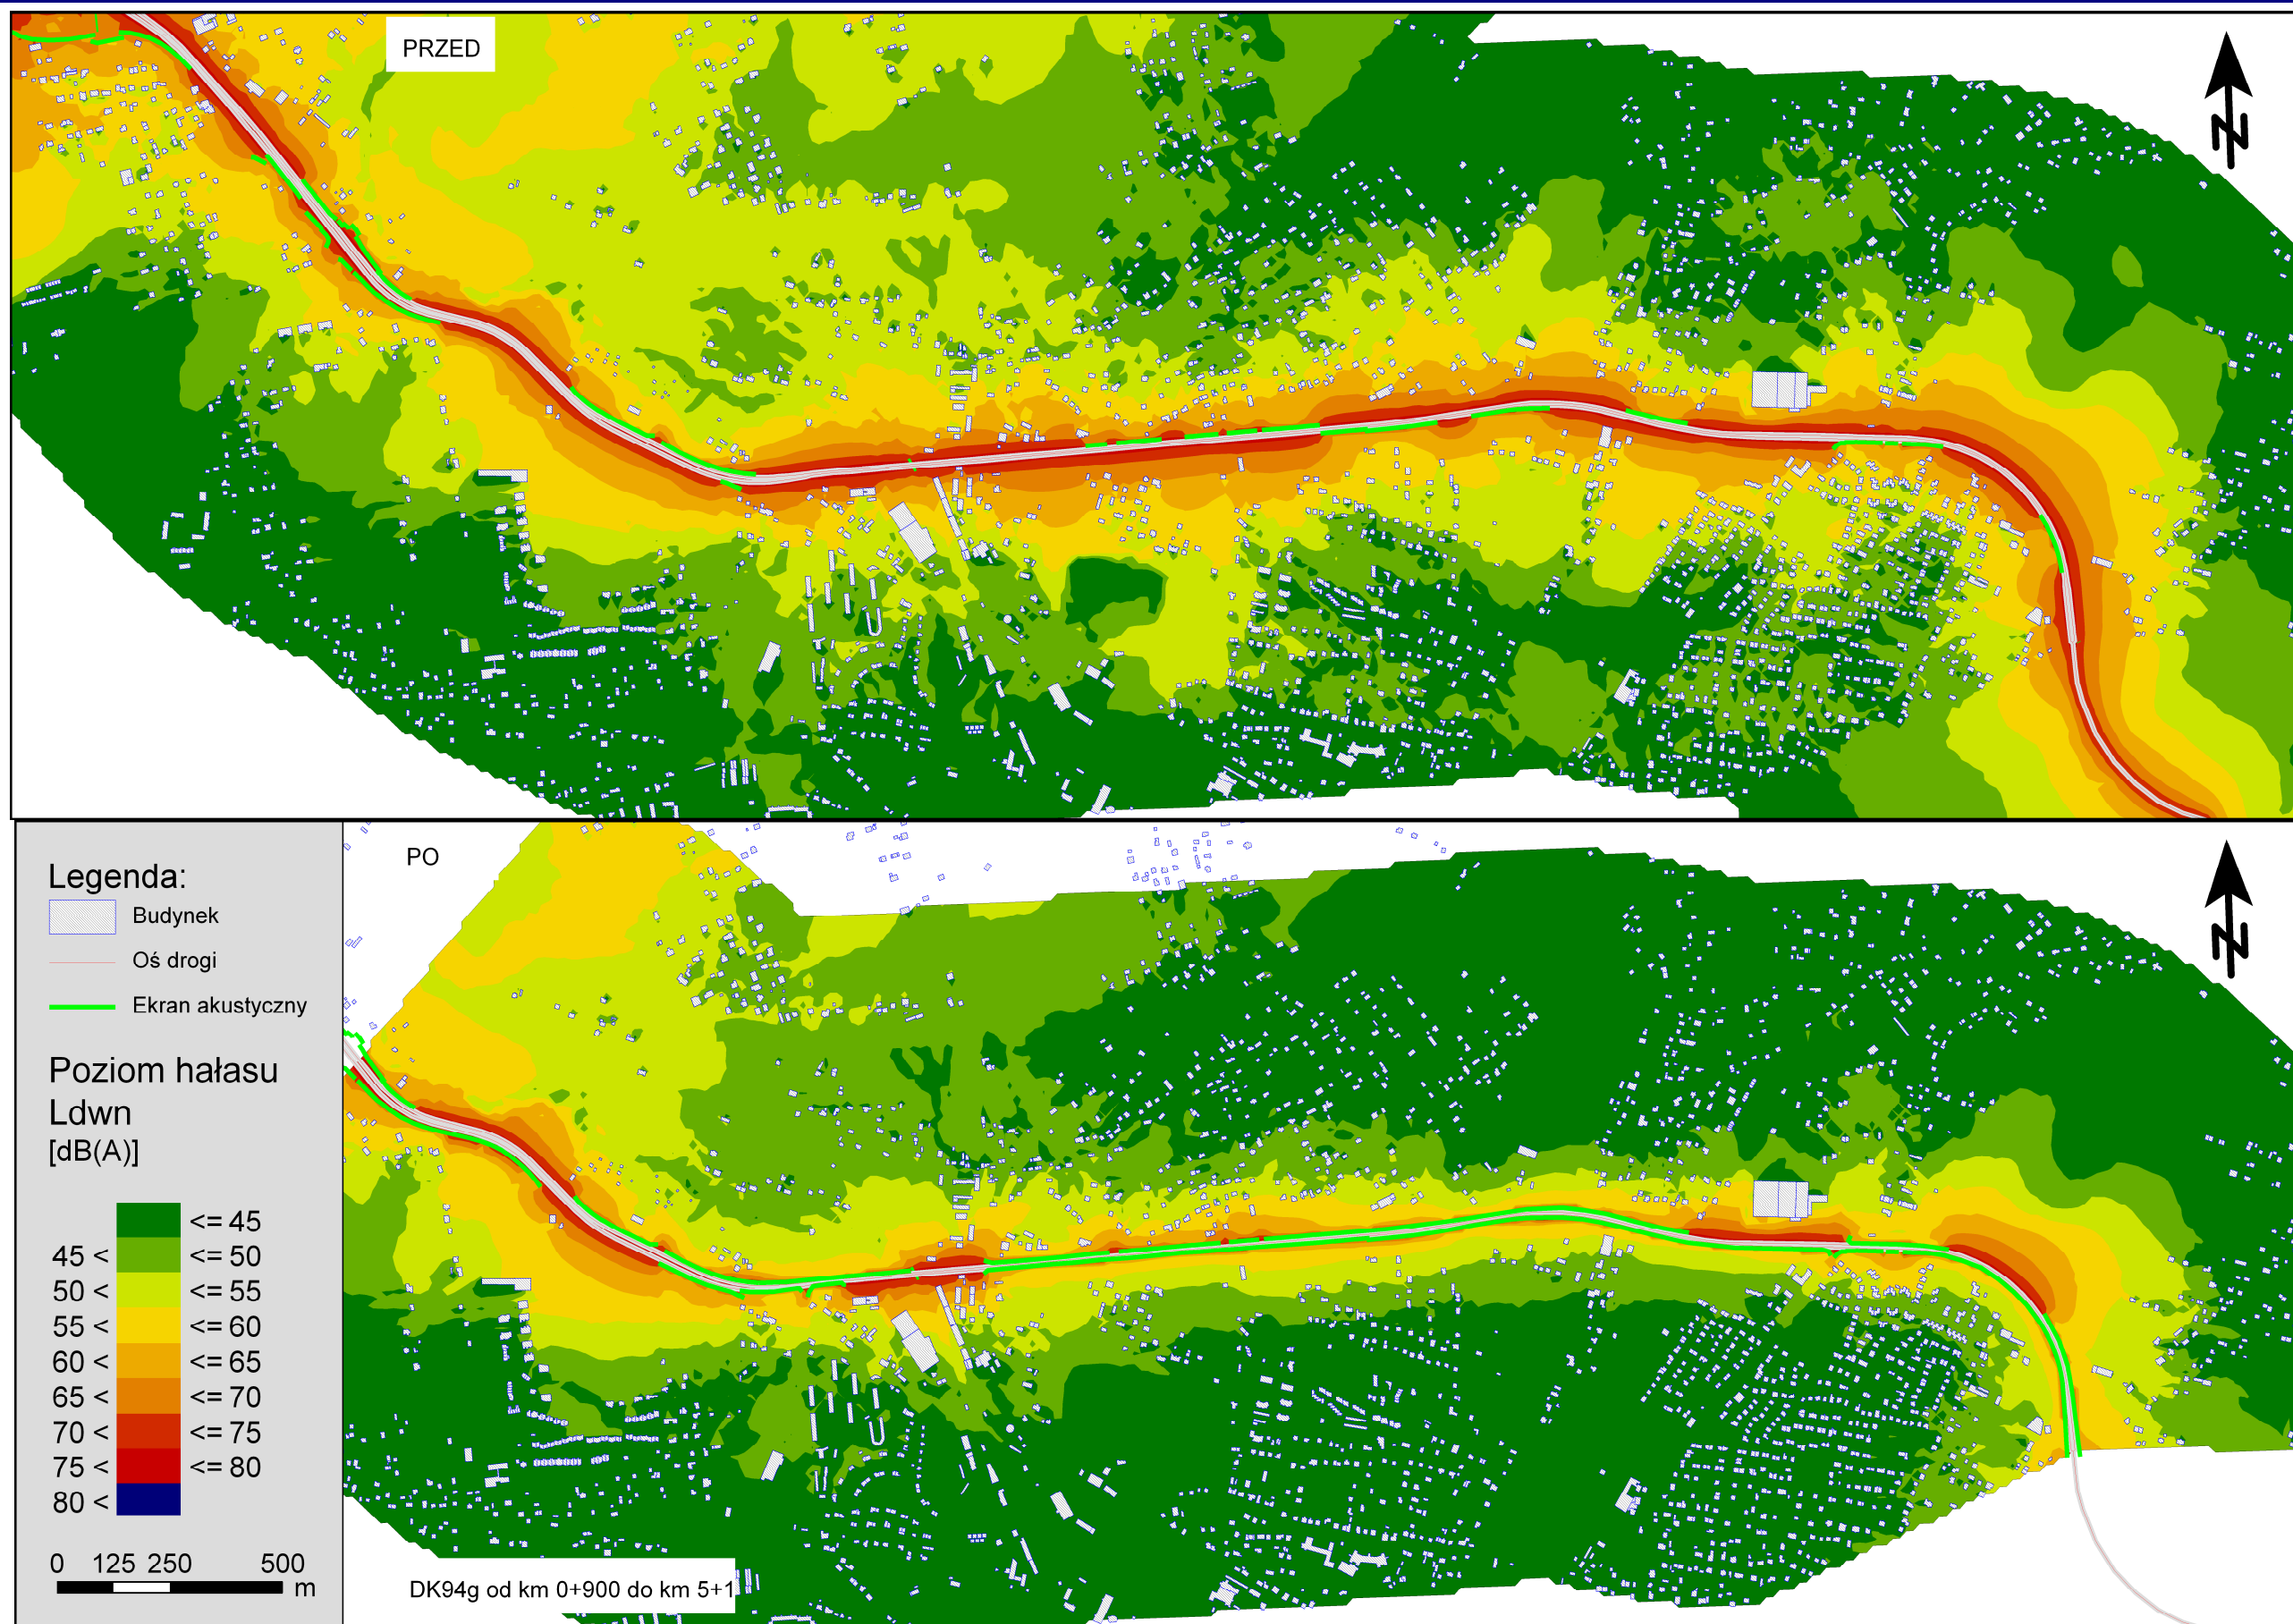 PRZED
N
PO
N
Legenda:
Budynek
Oś drogi
Ekran akustyczny
Poziom hałasu
Ldwn
[dB(A)]
<= 45
45 < <= 50
50 < <= 55
55 < <= 60
60 < <= 65
65 < <= 70
70 < <= 75
75 < <= 80
80 <
0 125 250 500
m
DK94g od km 0+900 do km 5+1